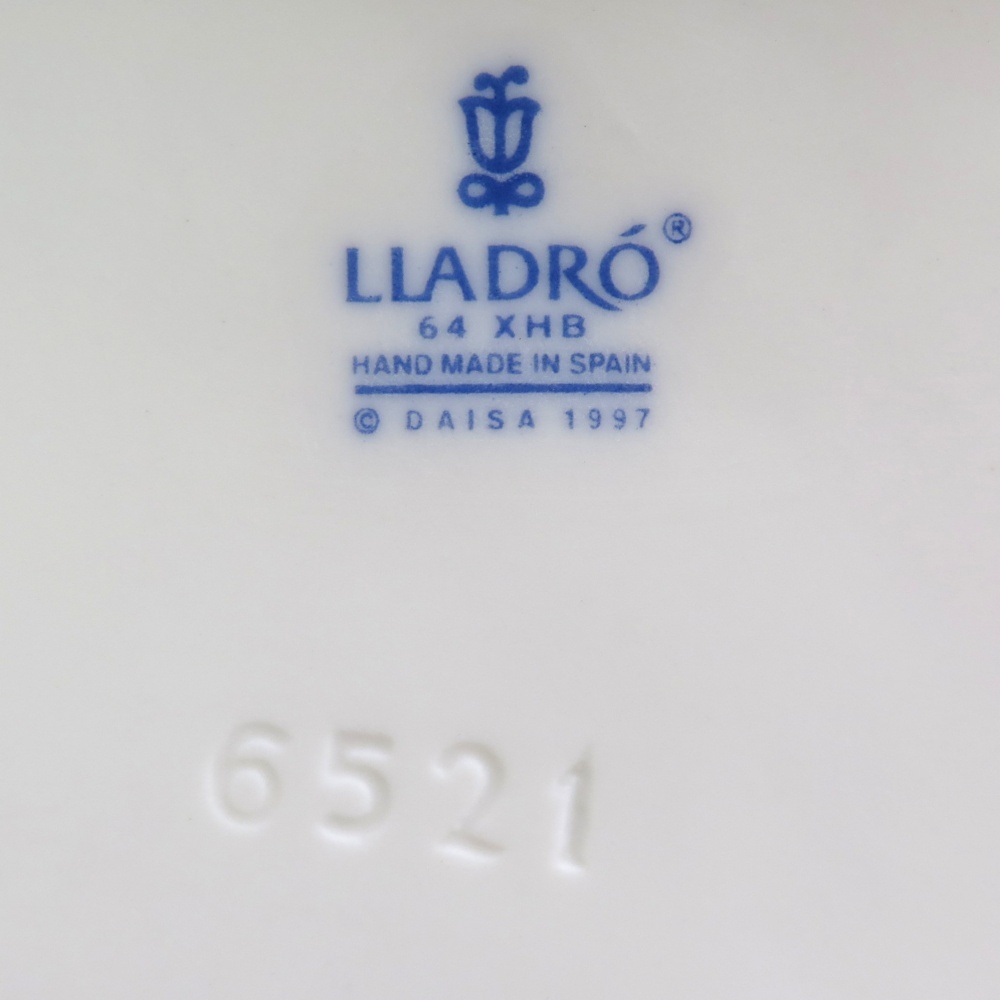 LLADRÓ®
64 XHB
HAND MADE IN SPAIN
© DAISA 1997
6521